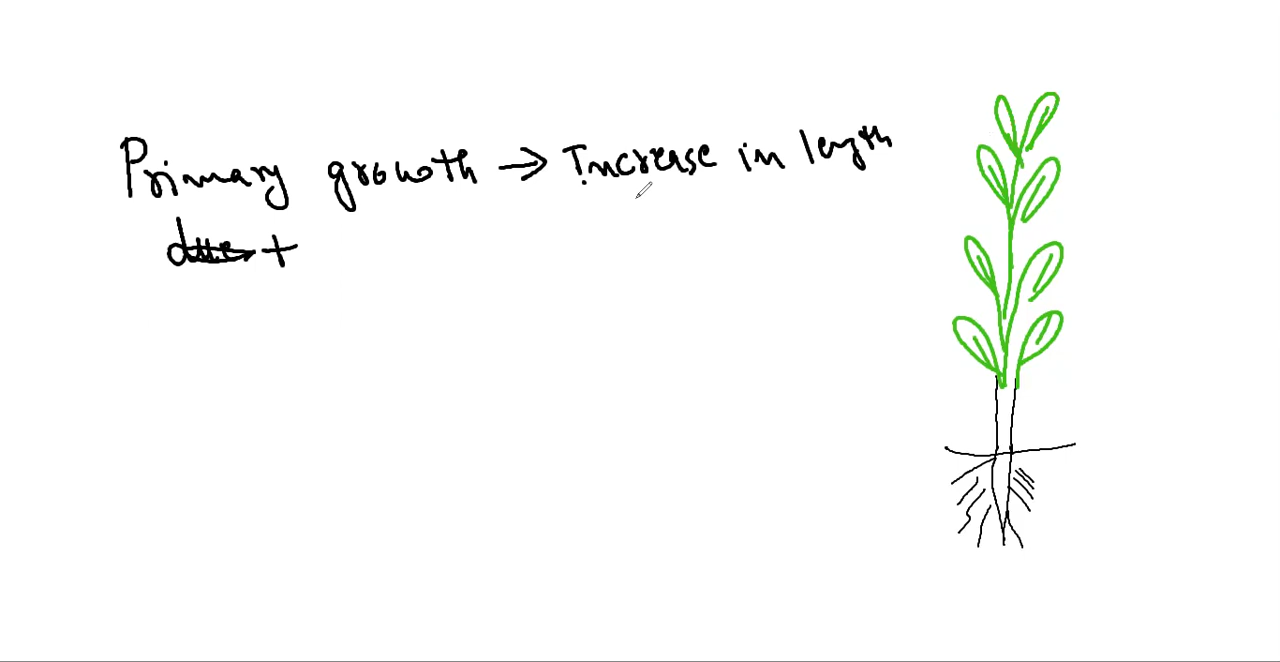 Primary growth → Increase in length
+